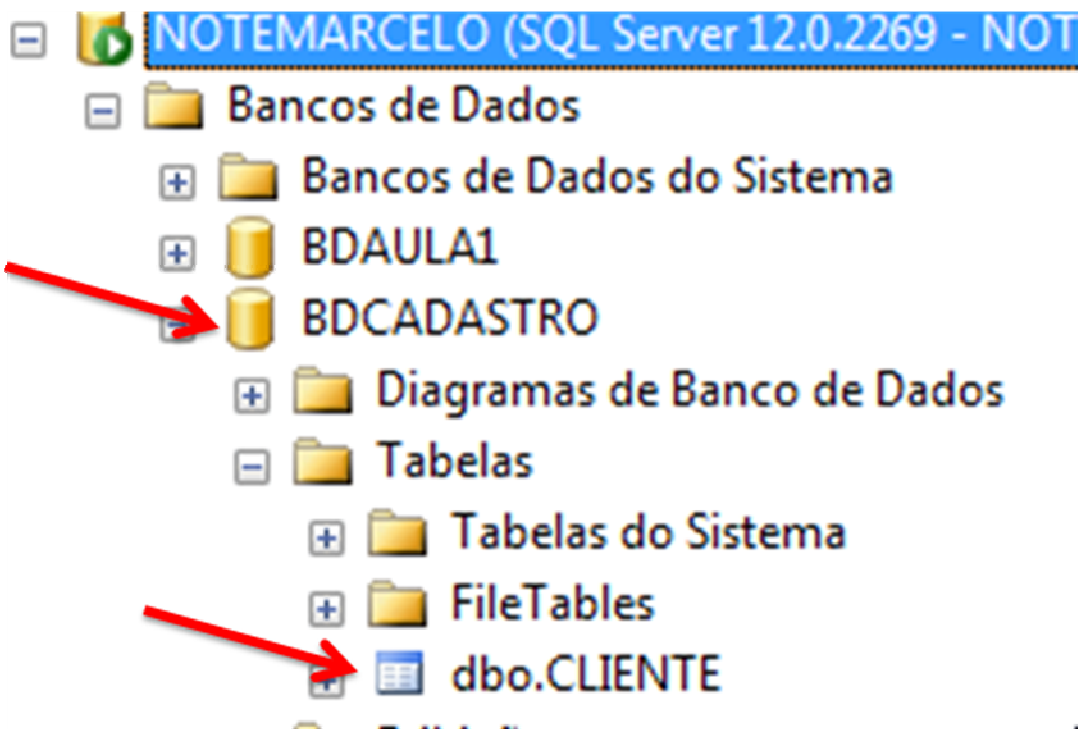 NOTEMARCELO (SQL Server 12.0.2269 - NOT
Bancos de Dados
Bancos de Dados do Sistema
BDAULA1
BDCADASTRO
Diagramas de Banco de Dados
Tabelas
Tabelas do Sistema
FileTables
dbo.CLIENTE